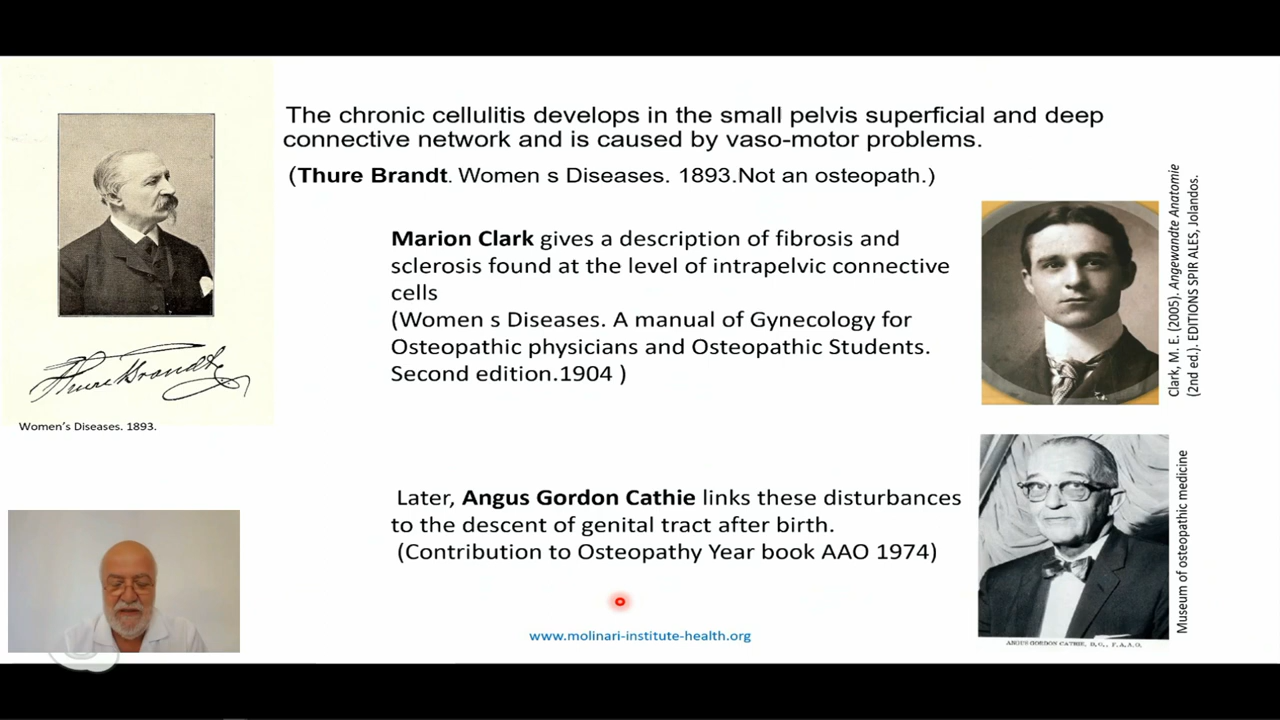 The chronic cellulitis develops in the small pelvis superficial and deep
connective network and is caused by vaso-motor problems.
(Thure Brandt. Women s Diseases. 1893.Not an osteopath.)
Thure Brandt
Women's Diseases. 1893.
Marion Clark gives a description of fibrosis and
sclerosis found at the level of intrapelvic connective
cells
(Women s Diseases. A manual of Gynecology for
Osteopathic physicians and Osteopathic Students.
Second edition.1904 )
Clark, M. E. (2005). Angewandte Anatomie
(2nd ed.). EDITIONS SPIR ALES, Jolandos.
Later, Angus Gordon Cathie links these disturbances
to the descent of genital tract after birth.
(Contribution to Osteopathy Year book AAO 1974)
Museum of osteopathic medicine
ANGUS GORDON CATHIE, D.O., F.A.A.O.
www.molinari-institute-health.org